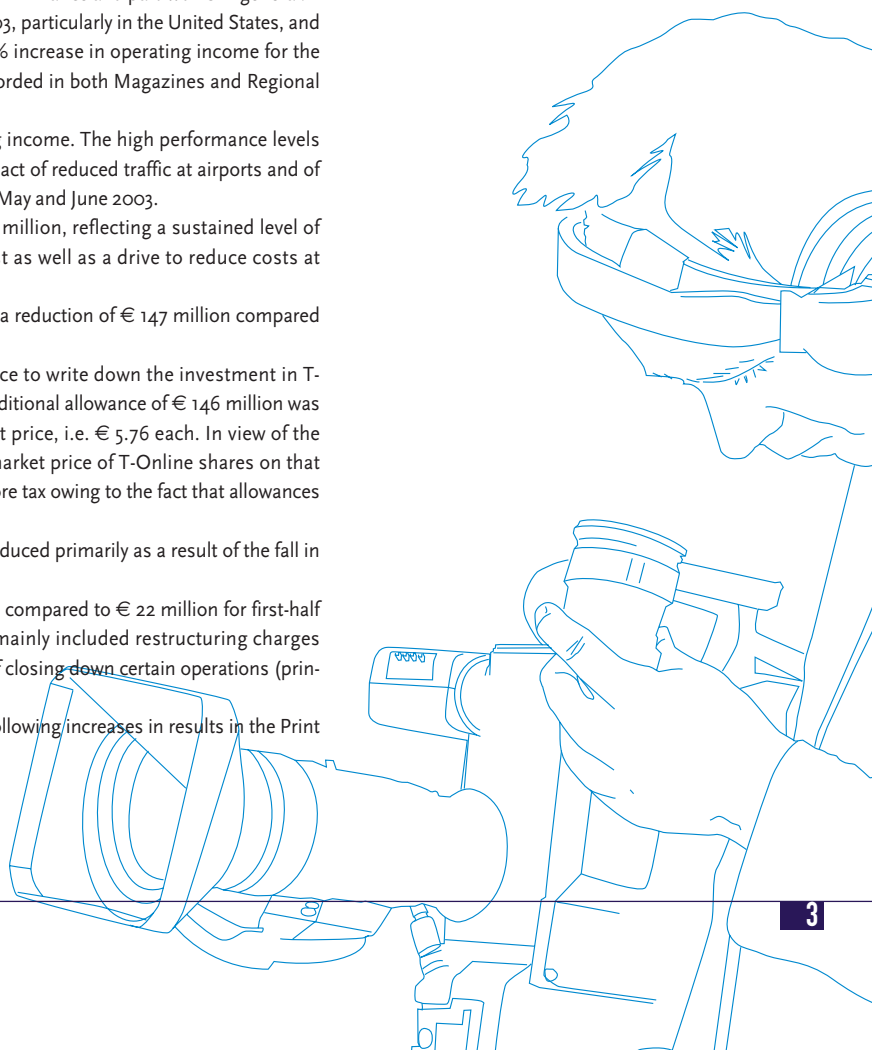 03, particularly in the United States, and
% increase in operating income for the
orded in both Magazines and Regional
g income. The high performance levels
act of reduced traffic at airports and of
May and June 2003.
million, reflecting a sustained level of
t as well as a drive to reduce costs at
a reduction of € 147 million compared
ce to write down the investment in T-
ditional allowance of € 146 million was
t price, i.e. € 5.76 each. In view of the
market price of T-Online shares on that
re tax owing to the fact that allowances
duced primarily as a result of the fall in
compared to € 22 million for first-half
mainly included restructuring charges
f closing down certain operations (prin-
ollowing increases in results in the Print
3